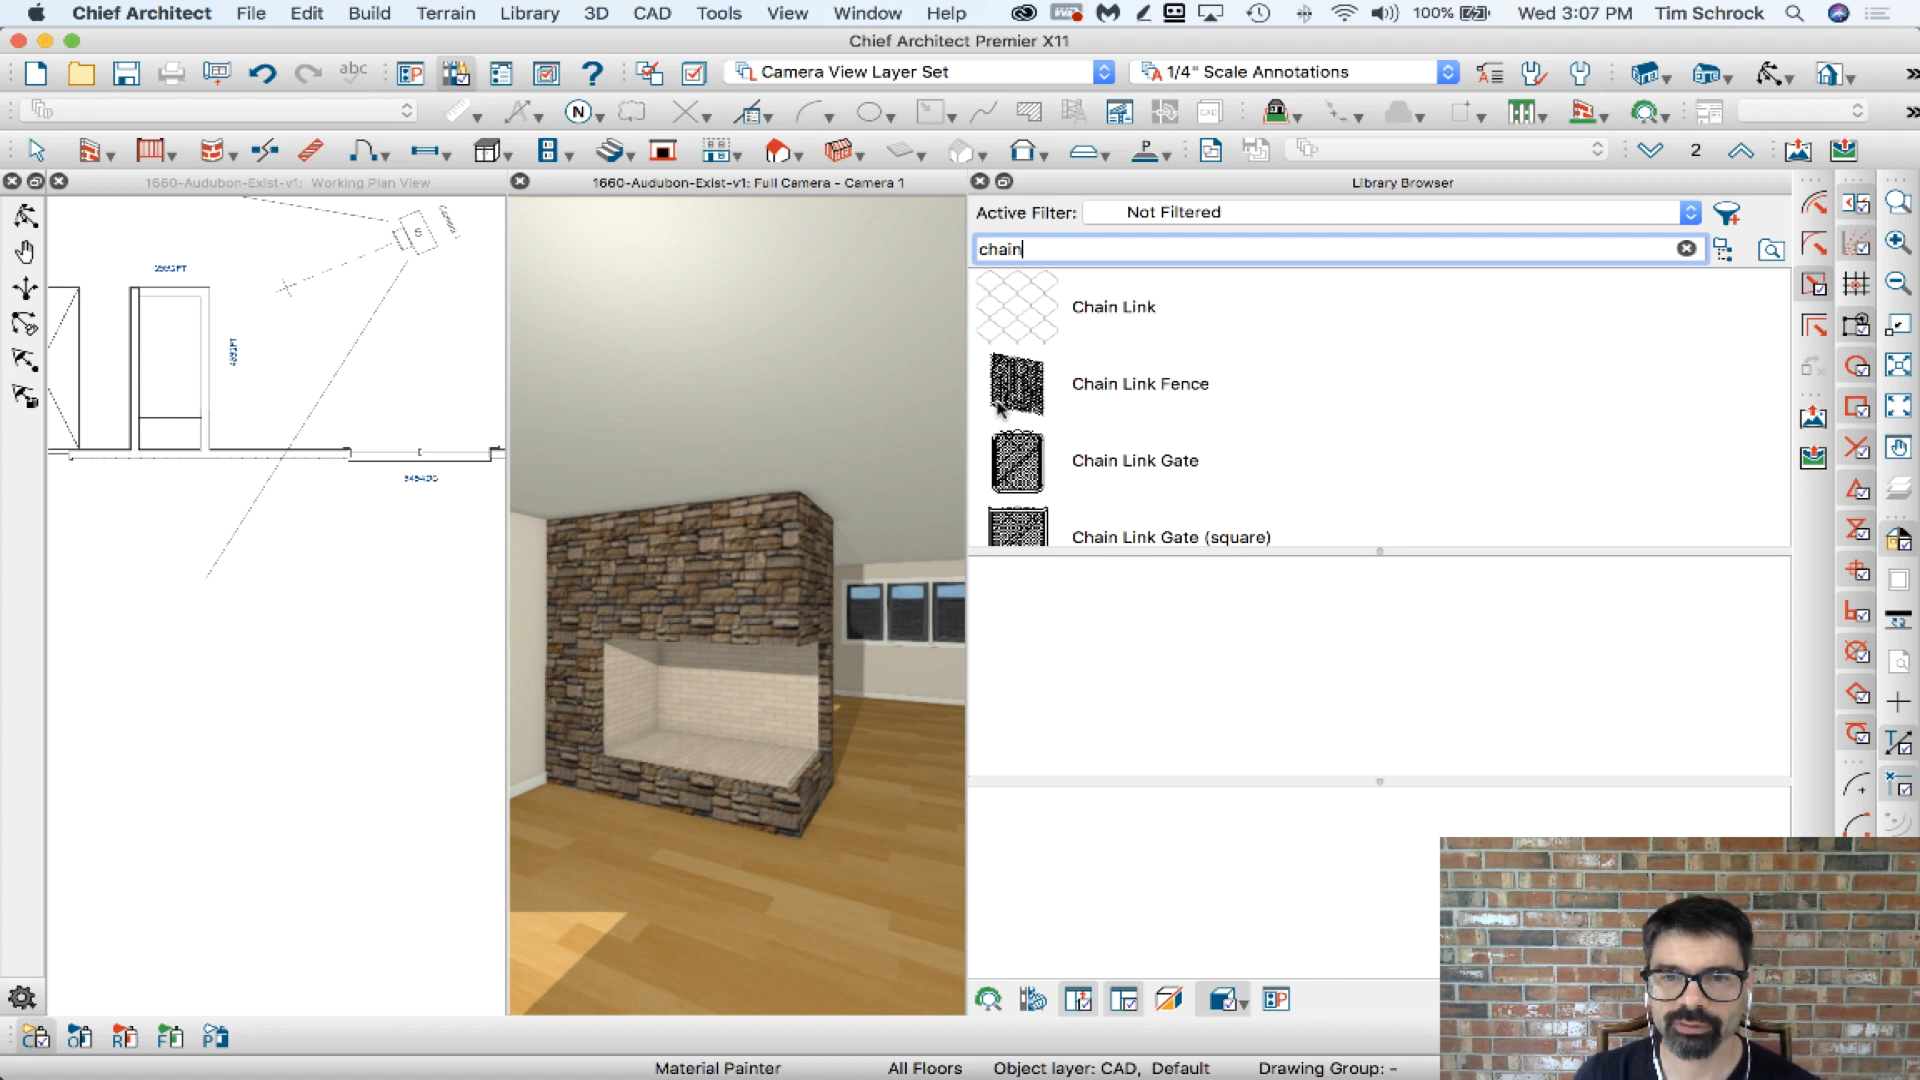 Chief Architect File Edit Build Terrain Library 3D CAD Tools View Window Help 100% Wed 3:07 PM Tim Schrock
Chief Architect Premier X11
abc Camera View Layer Set 1/4" Scale Annotations
N
2
1660-Audubon-Exist-v1: Working Plan View 1660-Audubon-Exist-v1: Full Camera - Camera 1 Library Browser
Active Filter: Not Filtered
chain
Chain Link
Chain Link Fence
Chain Link Gate
Chain Link Gate (square)
Material Painter All Floors Object layer: CAD, Default Drawing Group: -